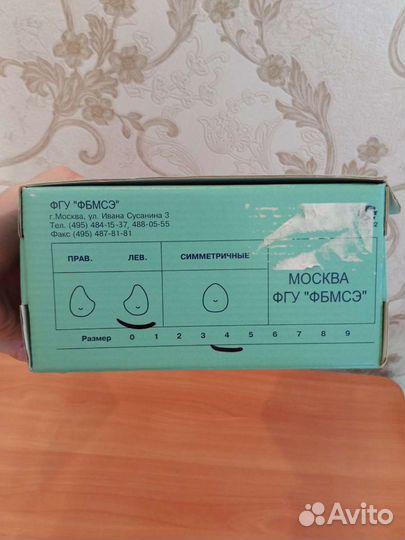 ФГУ "ФБМСЭ"
г.Москва, ул. Ивана Сусанина 3
Тел. (495) 484-15-37, 488-05-55
Факс (495) 487-81-81
ПРАВ. ЛЕВ. СИММЕТРИЧНЫЕ
МОСКВА
ФГУ "ФБМСЭ"
Размер 0 1 2 3 4 5 6 7 8 9
Avito